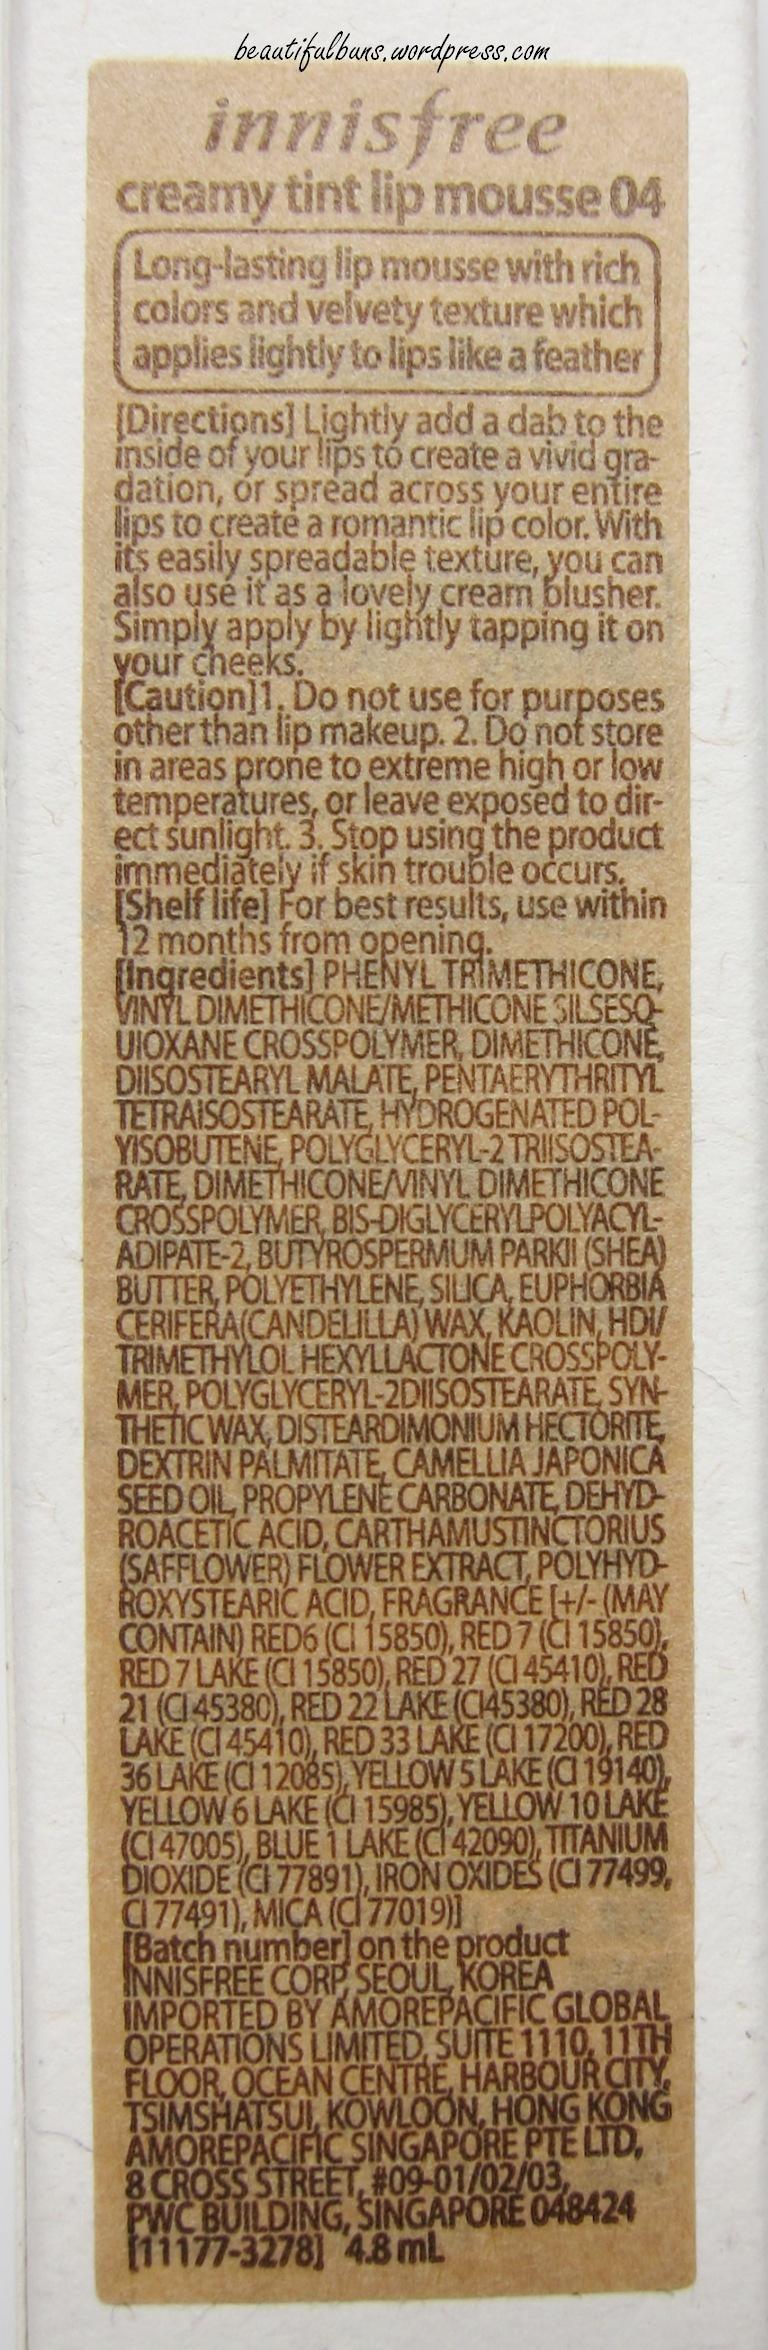 beautifulbuns.wordpress.com
innisfree
creamy tint lip mousse 04
Long-lasting lip mousse with rich
colors and velvety texture which
applies lightly to lips like a feather
[Directions] Lightly add a dab to the
inside of your lips to create a vivid gra-
dation, or spread across your entire
lips to create a romantic lip color. With
it's easily spreadable texture, you can
also use it as a lovely cream blusher.
Simply apply by lightly tapping it on
your cheeks.
[Caution]1. Do not use for purposes
other than lip makeup. 2. Do not store
in areas prone to extreme high or low
temperatures, or leave exposed to dir-
ect sunlight. 3. Stop using the product
immediately if skin trouble occurs.
[Shelf life] For best results, use within
12 months from opening.
[Ingredients] PHENYL TRIMETHICONE,
VINYL DIMETHICONE/METHICONE SILSESQ-
UIOXANE CROSSPOLYMER, DIMETHICONE,
DIISOSTEARYL MALATE, PENTAERYTHRITYL
TETRAISOSTEARATE, HYDROGENATED POL-
YISOBUTENE, POLYGLYCERYL-2 TRIISOSTEA-
RATE, DIMETHICONE/VINYL DIMETHICONE
CROSSPOLYMER, BIS-DIGLYCERYLPOLYACYL-
ADIPATE-2, BUTYROSPERMUM PARKII (SHEA)
BUTTER, POLYETHYLENE, SILICA, EUPHORBIA
CERIFERA(CANDELILLA) WAX, KAOLIN, HDI/
TRIMETHYLOL HEXYLLACTONE CROSSPOLY-
MER, POLYGLYCERYL-2DIISOSTEARATE, SYN-
THETIC WAX, DISTEARDIMONIUM HECTORITE,
DEXTRIN PALMITATE, CAMELLIA JAPONICA
SEED OIL, PROPYLENE CARBONATE, DEHYD-
ROACETIC ACID, CARTHAMUSTINCTORIUS
(SAFFLOWER) FLOWER EXTRACT, POLYHYD-
ROXYSTEARIC ACID, FRAGRANCE [+/- (MAY
CONTAIN) RED6 (CI 15850), RED 7 (CI 15850),
RED 7 LAKE (CI 15850), RED 27 (CI 45410), RED
21 (CI 45380), RED 22 LAKE (CI45380), RED 28
LAKE (CI 45410), RED 33 LAKE (CI 17200), RED
36 LAKE (CI 12085), YELLOW 5 LAKE (CI 19140),
YELLOW 6 LAKE (CI 15985), YELLOW 10 LAKE
(CI 47005), BLUE 1 LAKE (CI 42090), TITANIUM
DIOXIDE (CI 77891), IRON OXIDES (CI 77499,
CI 77491), MICA (CI 77019)]
[Batch number] on the product
INNISFREE CORP, SEOUL, KOREA
IMPORTED BY AMOREPACIFIC GLOBAL
OPERATIONS LIMITED, SUITE 1110, 11TH
FLOOR, OCEAN CENTRE, HARBOUR CITY,
TSIMSHATSUI, KOWLOON, HONG KONG
AMOREPACIFIC SINGAPORE PTE LTD,
8 CROSS STREET, #09-01/02/03,
PWC BUILDING, SINGAPORE 048424
[11177-3278] 4.8 mL